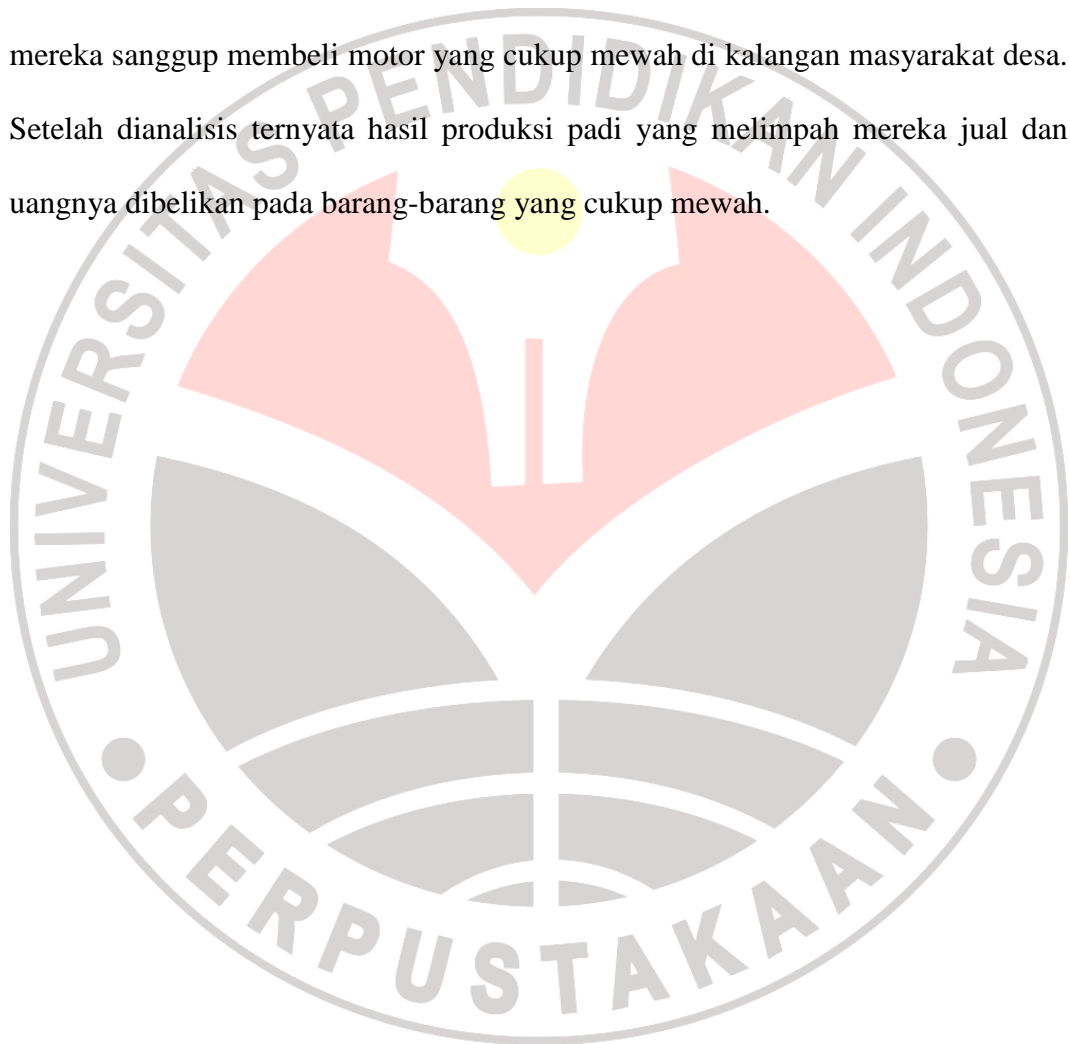 mereka sanggup membeli motor yang cukup mewah di kalangan masyarakat desa.
Setelah dianalisis ternyata hasil produksi padi yang melimpah mereka jual dan
uangnya dibelikan pada barang-barang yang cukup mewah.
UNIVERSITAS PENDIDIKAN INDONESIA
PERPUSTAKAAN